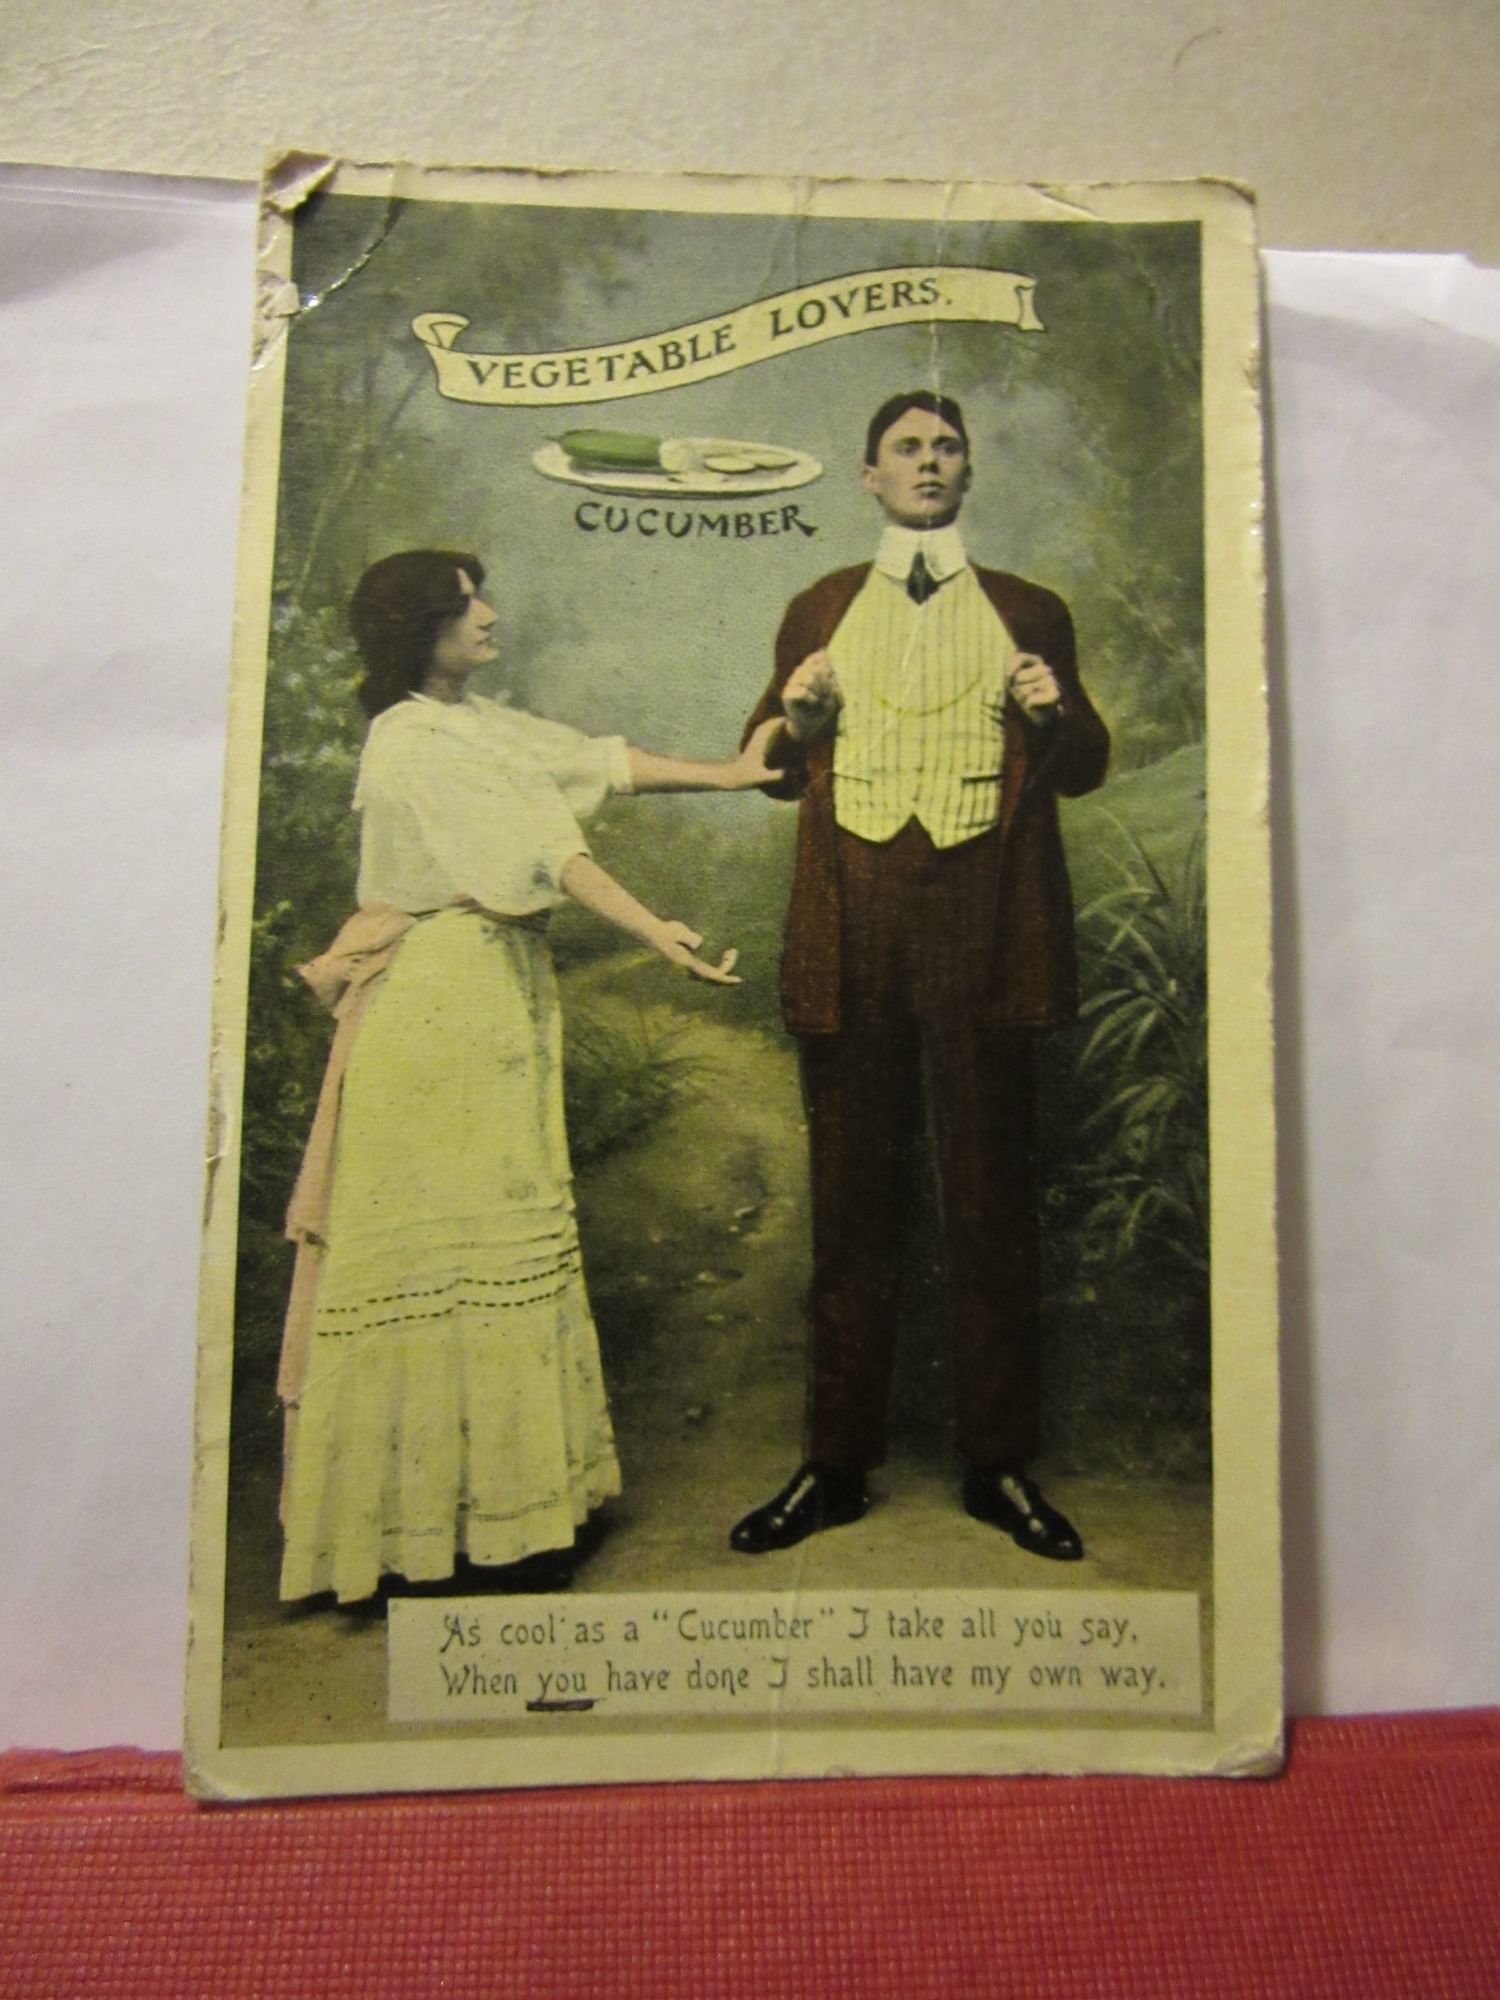 VEGETABLE LOVERS.
CUCUMBER
As cool as a "Cucumber" I take all you say,
When you have done I shall have my own way.